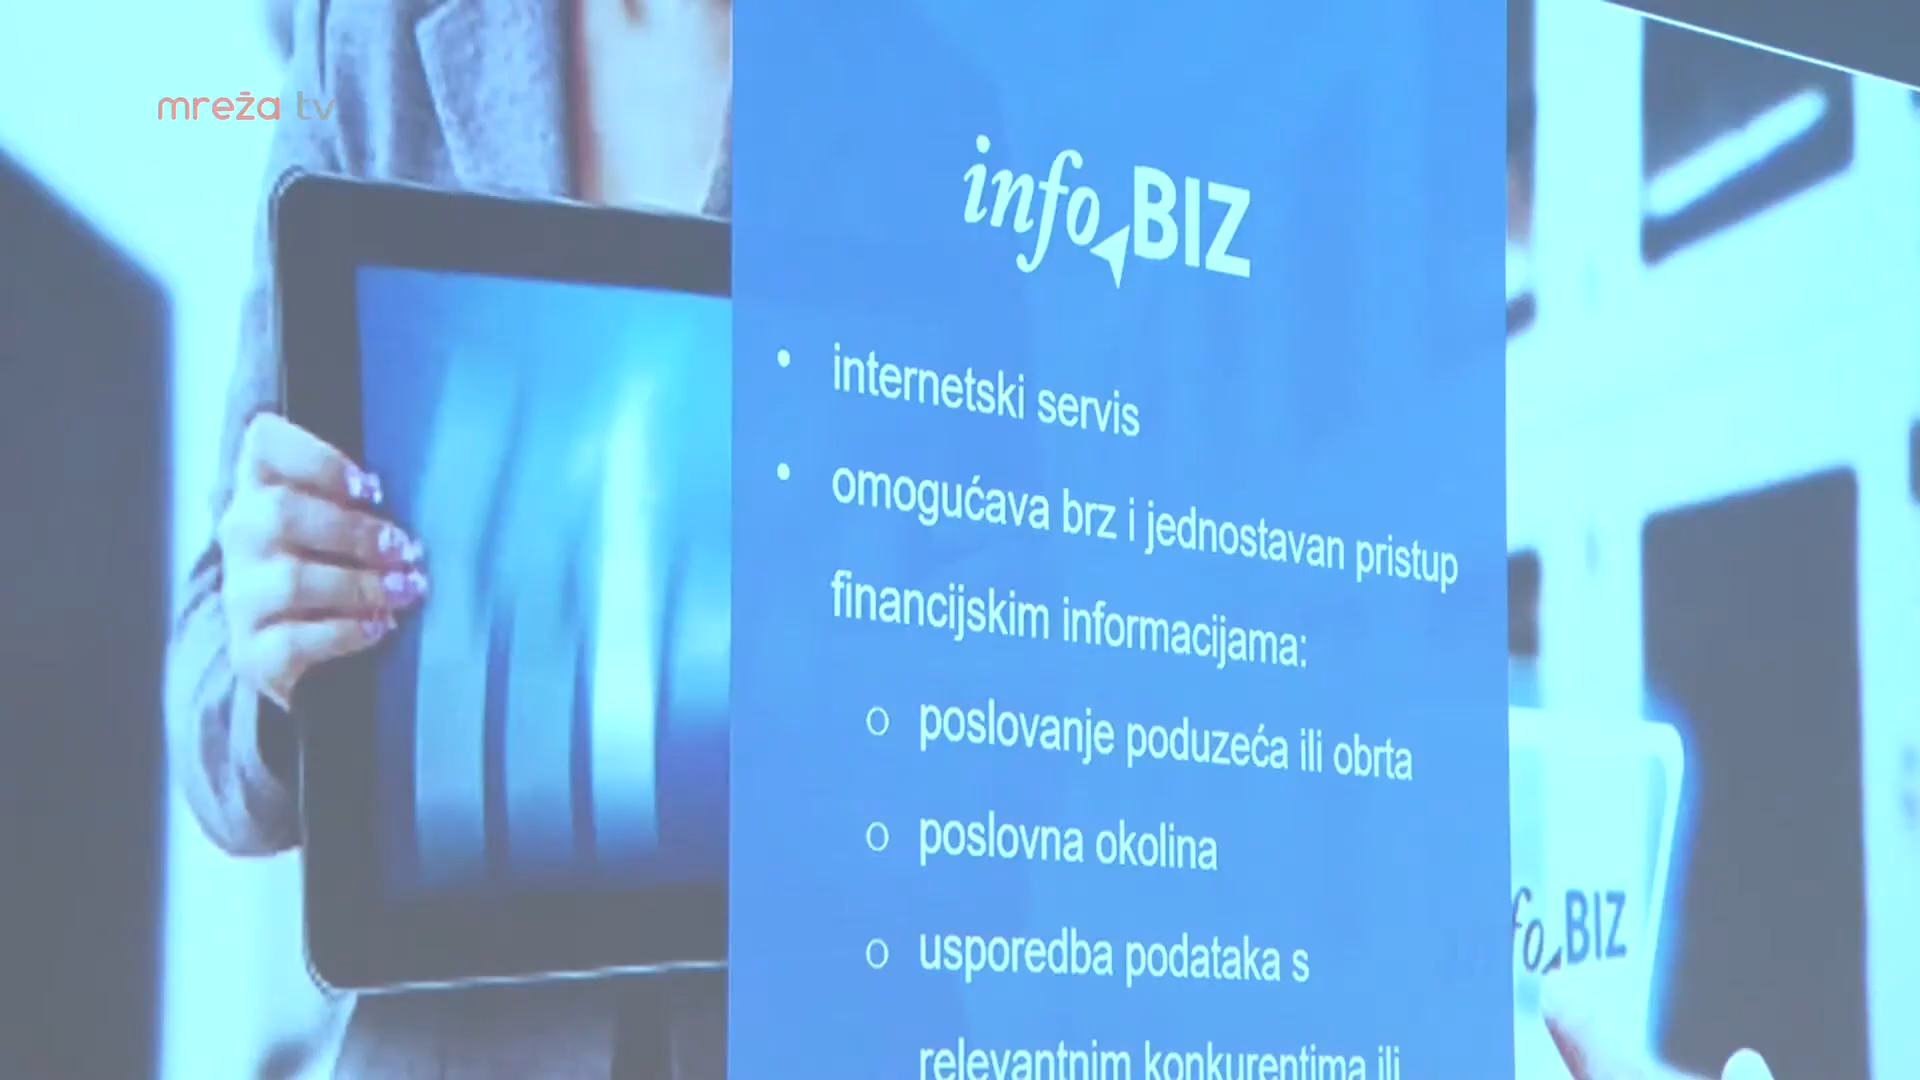 mreža tv
info BIZ
• internetski servis
• omogućava brz i jednostavan pristup
financijskim informacijama:
o poslovanje poduzeća ili obrta
o poslovna okolina
o usporedba podataka s
relevantnim konkurentima ili
fo BIZ